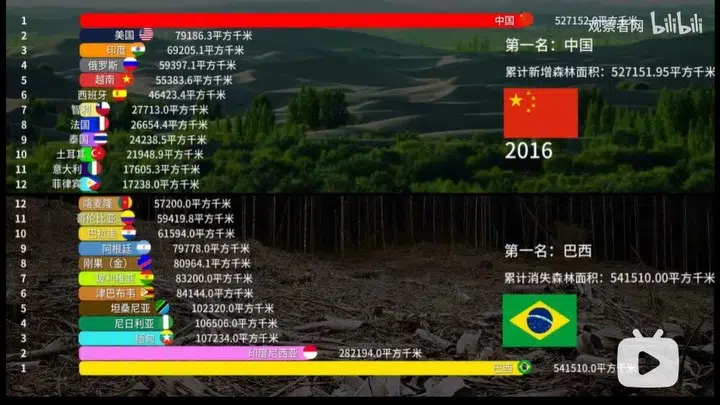 观察者网 bilibili
1 中国 527152.0平方千米
2 美国 79186.3平方千米
3 印度 69205.1平方千米
4 俄罗斯 59397.1平方千米
5 越南 55383.6平方千米
6 西班牙 46423.4平方千米
7 智利 27713.0平方千米
8 法国 26654.4平方千米
9 泰国 24238.5平方千米
10 土耳其 21948.9平方千米
11 意大利 17605.3平方千米
12 菲律宾 17238.0平方千米
第一名：中国
累计新增森林面积：527151.95平方千米
2016
12 喀麦隆 57200.0平方千米
11 哥伦比亚 59419.8平方千米
10 巴拉圭 61594.0平方千米
9 阿根廷 79778.0平方千米
8 刚果（金） 80964.1平方千米
7 玻利维亚 83200.0平方千米
6 津巴布韦 84144.0平方千米
5 坦桑尼亚 102320.0平方千米
4 尼日利亚 106506.0平方千米
3 缅甸 107234.0平方千米
2 印度尼西亚 282194.0平方千米
1 巴西 541510.0平方千米
第一名：巴西
累计消失森林面积：541510.00平方千米